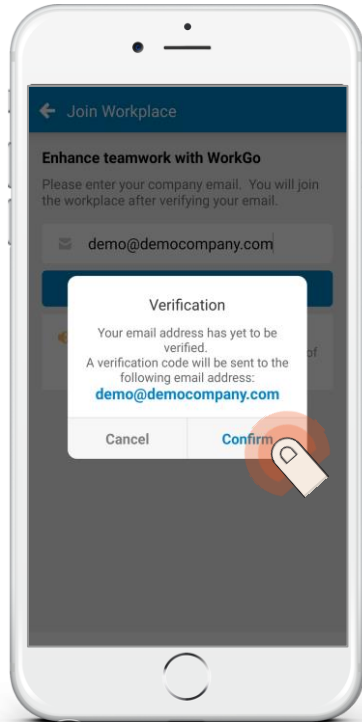 Join Workplace
Enhance teamwork with WorkGo
Please enter your company email. You will join
the workplace after verifying your email.
demo@democompany.com
Verification
Your email address has yet to be
verified.
A verification code will be sent to the
following email address:
demo@democompany.com
of
Cancel
Confirm